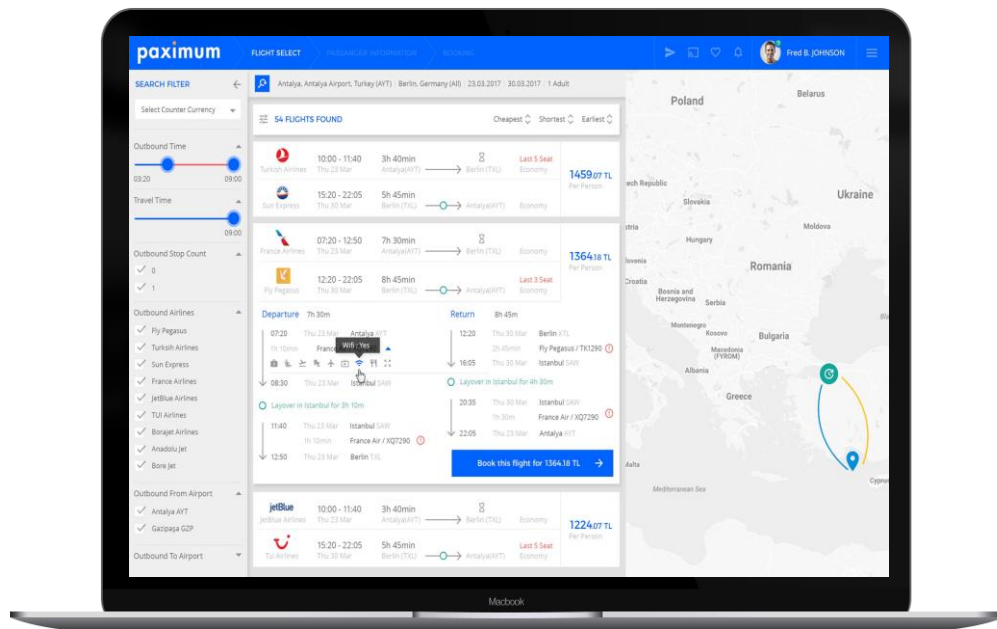 paximum
FLIGHT SELECT
PASSANGER INFORMATION
BOOKING
Fred B. JOHNSON
SEARCH FILTER
Select Counter Currency
Outbound Time
03:20 09:00
Travel Time
09:00
Outbound Stop Count
0
1
Outbound Airlines
Fly Pegasus
Turkish Airlines
Sun Express
France Airlines
JetBlue Airlines
TUI Airlines
Borajet Airlines
Anadolu Jet
Bore Jet
Outbound From Airport
Antalya AYT
Gazipaşa GZP
Outbound To Airport
Antalya, Antalya Airport, Turkey (AYT) Berlin, Germany (All) 23.03.2017 30.03.2017 1 Adult
54 FLIGHTS FOUND Cheapest Shortest Earliest
10:00 - 11:40 3h 40min Last 5 Seat
Turkish Airlines Thu 23 Mar Antalya(AYT) Berlin (TXL) Economy
1459.07 TL
Per Person
15:20 - 22:05 5h 45min
Sun Express Thu 30 Mar Berlin (TXL) Antalya(AYT) Economy
07:20 - 12:50 7h 30min
France Airlines Thu 23 Mar Antalya(AYT) Berlin (TXL) Economy
1364.18 TL
Per Person
12:20 - 22:05 8h 45min Last 3 Seat
Fly Pegasus Thu 30 Mar Berlin (TXL) Antalya(AYT) Economy
Departure 7h 30m
07:20 Thu 23 Mar Antalya AYT
1h 10min France
Wifi : Yes
08:30 Thu 23 Mar Istanbul SAW
Layover in Istanbul for 3h 10m
11:40 Thu 23 Mar Istanbul SAW
1h 10min France Air / XQ7290
12:50 Thu 23 Mar Berlin TXL
Return 8h 45m
12:20 Thu 30 Mar Berlin XTL
2h 45min Fly Pegasus / TK1290
16:05 Thu 30 Mar Istanbul SAW
Layover in Istanbul for 4h 30m
20:35 Thu 30 Mar Istanbul SAW
1h 30m France Air / XQ7290
22:05 Thu 23 Mar Antalya AYT
Book this flight for 1364.18 TL
jetBlue
10:00 - 11:40 3h 40min
JetBlue Airlines Thu 23 Mar Antalya(AYT) Berlin (TXL) Economy
1224.07 TL
Per Person
15:20 - 22:05 5h 45min Last 5 Seat
Tui Airlines Thu 30 Mar Berlin (TXL) Antalya(AYT) Economy
Poland
Belarus
ech Republic
Slovakia
Ukraine
stria
Hungary
Moldova
lovenia
Romania
Croatia
Bosnia and
Herzegovina
Serbia
Montenegro
Kosovo
Bulgaria
Macedonia
(FYROM)
Albania
Greece
Malta
Mediterranean Sea
Cyprus
Macbook